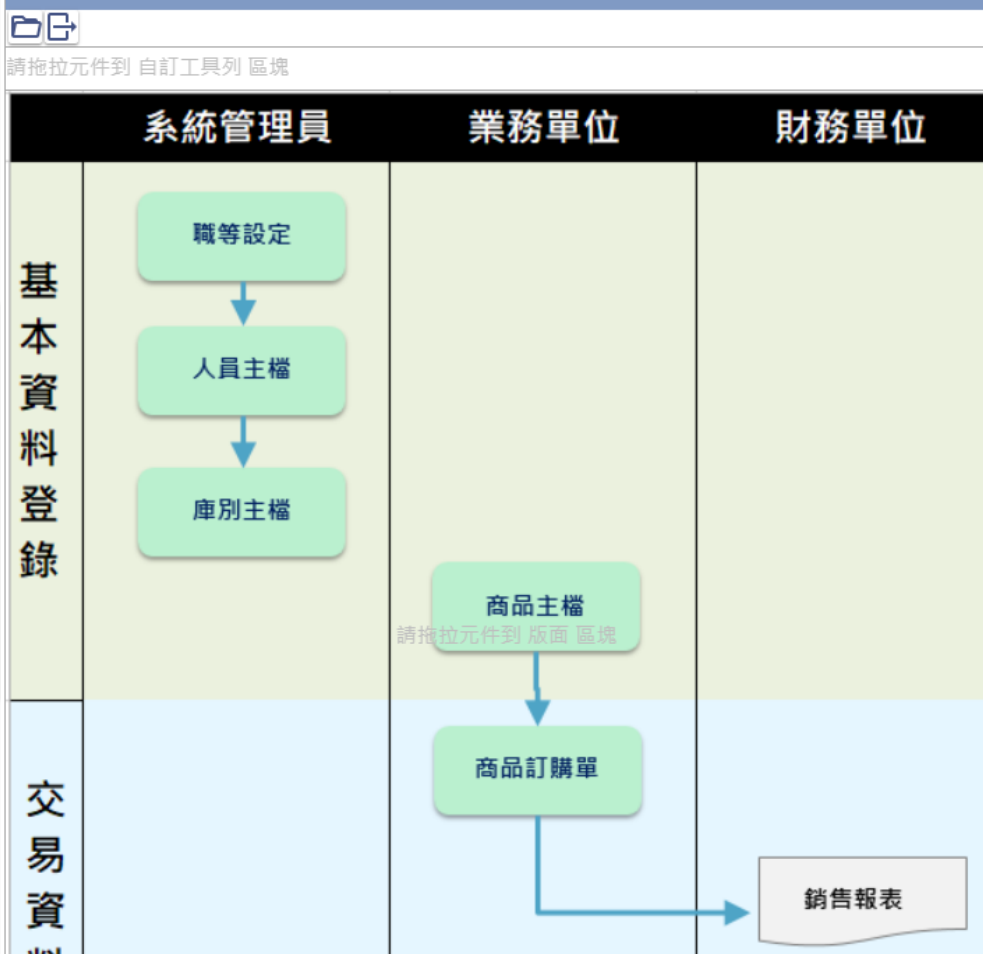 請拖拉元件到 自訂工具列 區塊
系統管理員
業務單位
財務單位
基本資料登錄
職等設定
人員主檔
庫別主檔
商品主檔
請拖拉元件到 版面 區塊
交易資料
商品訂購單
銷售報表